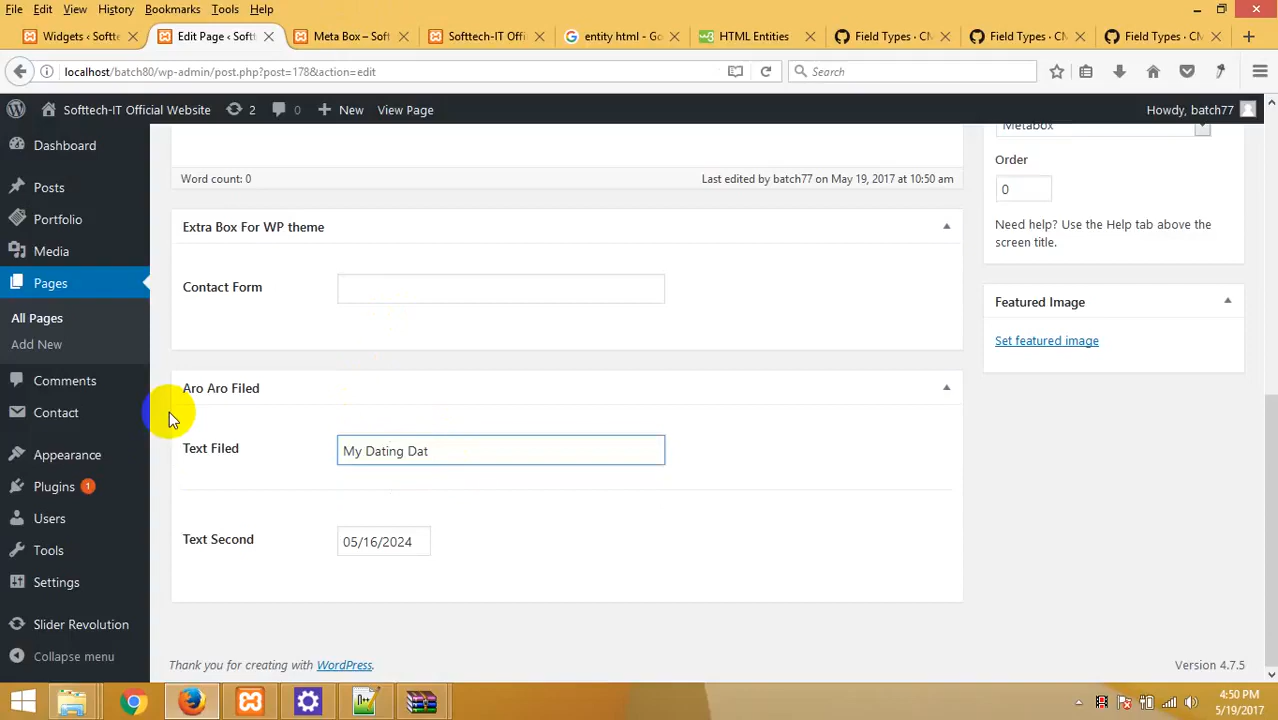 File Edit View History Bookmarks Tools Help
Widgets ‹ Softte
Edit Page ‹ Soft
Meta Box – Soft
Softtech-IT Offi
entity html - Go
HTML Entities
Field Types · CM
Field Types · CM
Field Types · CM
localhost/batch80/wp-admin/post.php?post=178&action=edit
Search
Softtech-IT Official Website 2 0 New View Page
Howdy, batch77
Dashboard
Posts
Portfolio
Media
Pages
All Pages
Add New
Comments
Contact
Appearance
Plugins 1
Users
Tools
Settings
Slider Revolution
Collapse menu
Word count: 0
Last edited by batch77 on May 19, 2017 at 10:50 am
Extra Box For WP theme
Contact Form
Aro Aro Filed
Text Filed
My Dating Dat
Text Second
05/16/2024
Thank you for creating with WordPress.
Version 4.7.5
Metabox
Order
0
Need help? Use the Help tab above the
screen title.
Featured Image
Set featured image
4:50 PM
5/19/2017